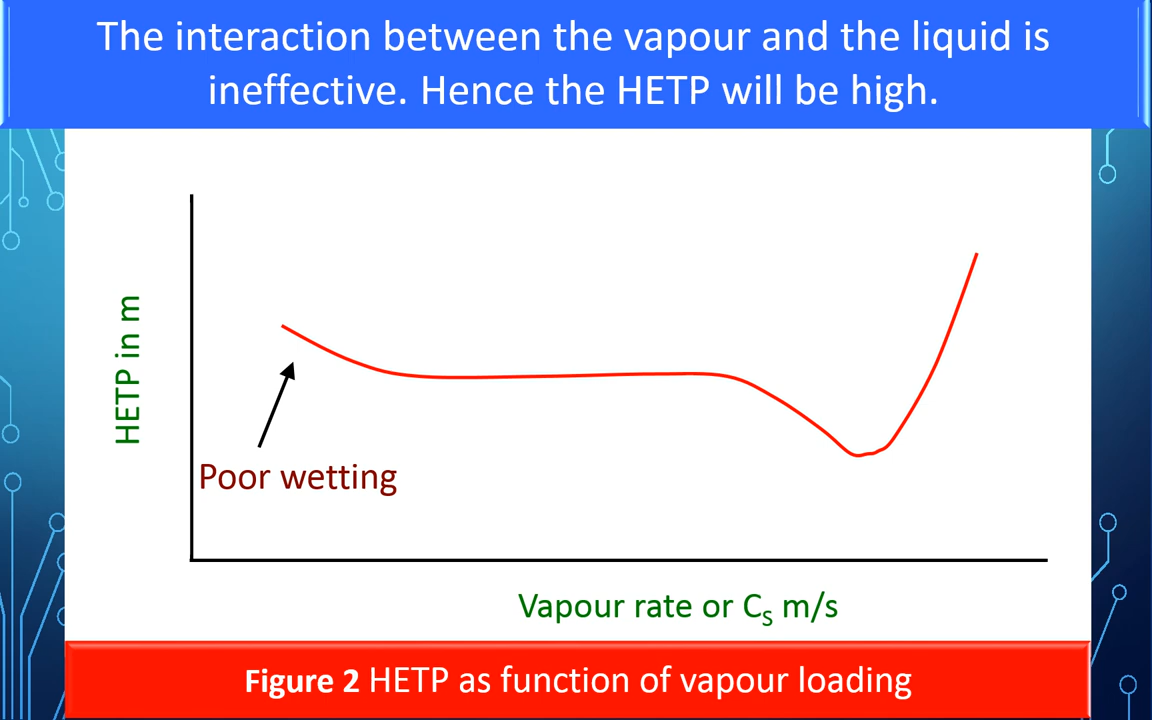 The interaction between the vapour and the liquid is
ineffective. Hence the HETP will be high.
HETP in m
Poor wetting
Vapour rate or Cs m/s
Figure 2 HETP as function of vapour loading